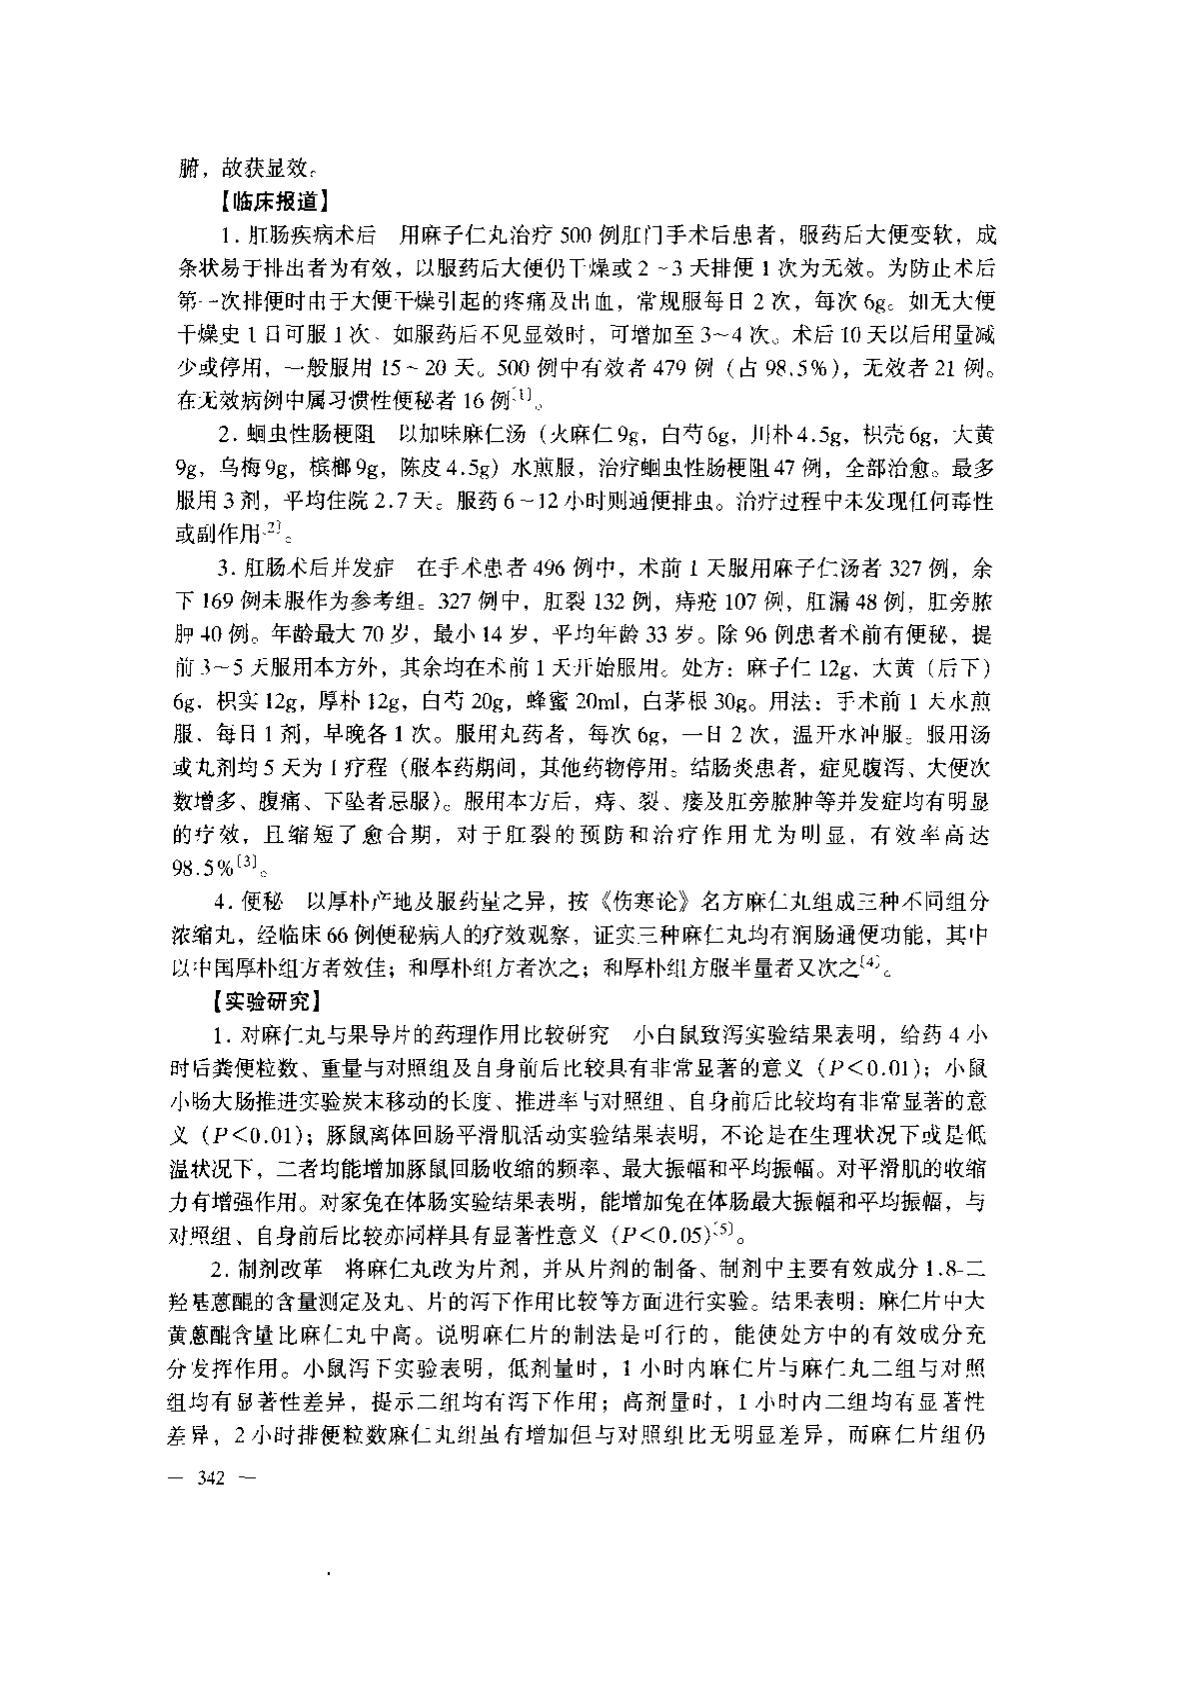 腑，故获显效。
【临床报道】
1. 肛肠疾病术后　用麻子仁丸治疗 500 例肛门手术后患者，服药后大便变软，成
条状易于排出者为有效，以服药后大便仍干燥或 2～3 天排便 1 次为无效。为防止术后
第一次排便时由于大便干燥引起的疼痛及出血，常规服每日 2 次，每次 6g。如无大便
干燥史 1 日可服 1 次、如服药后不见显效时，可增加至 3～4 次。术后 10 天以后用量减
少或停用，一般服用 15～20 天。500 例中有效者 479 例（占 98.5%），无效者 21 例。
在无效病例中属习惯性便秘者 16 例[1]。
2. 蛔虫性肠梗阻　以加味麻仁汤（火麻仁 9g，白芍 6g，川朴 4.5g，枳壳 6g，大黄
9g，乌梅 9g，槟榔 9g，陈皮 4.5g）水煎服，治疗蛔虫性肠梗阻 47 例，全部治愈。最多
服用 3 剂，平均住院 2.7 天。服药 6～12 小时则通便排虫。治疗过程中未发现任何毒性
或副作用[2]。
3. 肛肠术后并发症　在手术患者 496 例中，术前 1 天服用麻子仁汤者 327 例，余
下 169 例未服作为参考组。327 例中，肛裂 132 例，痔疮 107 例，肛漏 48 例，肛旁脓
肿 40 例。年龄最大 70 岁，最小 14 岁，平均年龄 33 岁。除 96 例患者术前有便秘，提
前 3～5 天服用本方外，其余均在术前 1 天开始服用。处方：麻子仁 12g，大黄（后下）
6g，枳实 12g，厚朴 12g，白芍 20g，蜂蜜 20ml，白茅根 30g。用法：手术前 1 天水煎
服、每日 1 剂，早晚各 1 次。服用丸药者，每次 6g，一日 2 次，温开水冲服。服用汤
或丸剂均 5 天为 1 疗程（服本药期间，其他药物停用。结肠炎患者，症见腹泻、大便次
数增多、腹痛、下坠者忌服）。服用本方后，痔、裂、瘘及肛旁脓肿等并发症均有明显
的疗效，且缩短了愈合期，对于肛裂的预防和治疗作用尤为明显，有效率高达
98.5%[3]。
4. 便秘　以厚朴产地及服药量之异，按《伤寒论》名方麻仁丸组成三种不同组分
浓缩丸，经临床 66 例便秘病人的疗效观察，证实三种麻仁丸均有润肠通便功能，其中
以中国厚朴组方者效佳；和厚朴组方者次之；和厚朴组方服半量者又次之[4]。
【实验研究】
1. 对麻仁丸与果导片的药理作用比较研究　小白鼠致泻实验结果表明，给药 4 小
时后粪便粒数、重量与对照组及自身前后比较具有非常显著的意义（P＜0.01）；小鼠
小肠大肠推进实验炭末移动的长度、推进率与对照组、自身前后比较均有非常显著的意
义（P＜0.01）；豚鼠离体回肠平滑肌活动实验结果表明，不论是在生理状况下或是低
温状况下，二者均能增加豚鼠回肠收缩的频率、最大振幅和平均振幅。对平滑肌的收缩
力有增强作用。对家兔在体肠实验结果表明，能增加兔在体肠最大振幅和平均振幅，与
对照组、自身前后比较亦同样具有显著性意义（P＜0.05）[5]。
2. 制剂改革　将麻仁丸改为片剂，并从片剂的制备、制剂中主要有效成分 1.8-二
羟基蒽醌的含量测定及丸、片的泻下作用比较等方面进行实验。结果表明：麻仁片中大
黄蒽醌含量比麻仁丸中高。说明麻仁片的制法是可行的，能使处方中的有效成分充
分发挥作用。小鼠泻下实验表明，低剂量时，1 小时内麻仁片与麻仁丸二组与对照
组均有显著性差异，提示二组均有泻下作用；高剂量时，1 小时内二组均有显著性
差异，2 小时排便粒数麻仁丸组虽有增加但与对照组比无明显差异，而麻仁片组仍
— 342 —